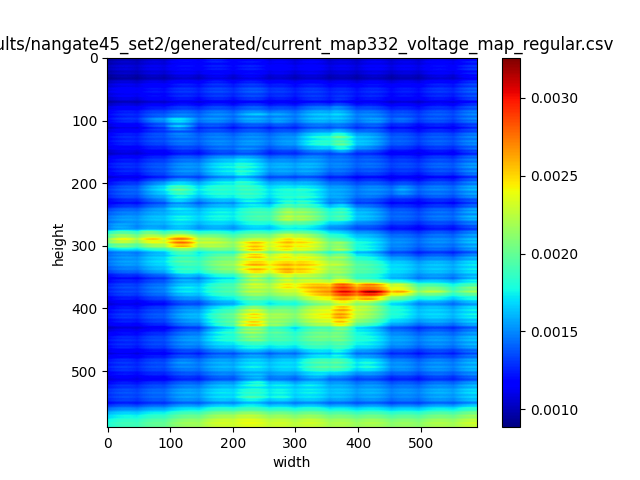 ults/nangate45_set2/generated/current_map332_voltage_map_regular.csv
0
100
200
300
400
500
height
0 100 200 300 400 500
width
0.0030
0.0025
0.0020
0.0015
0.0010